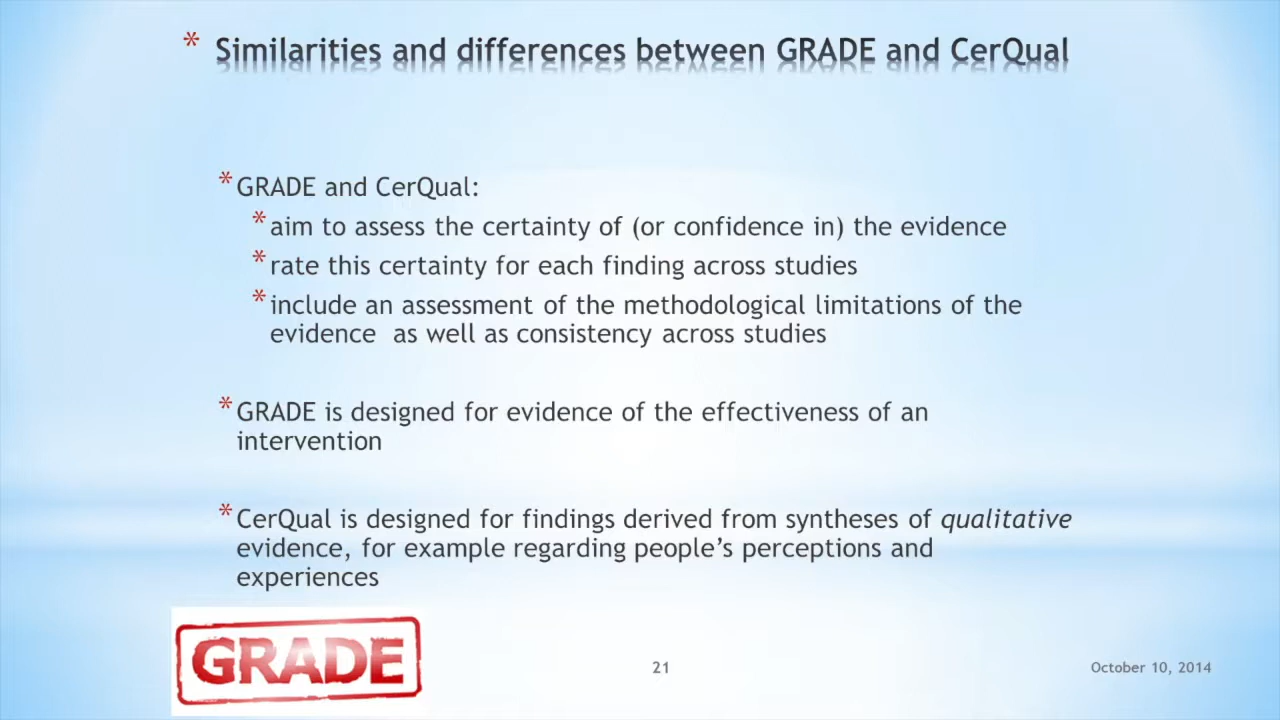 * Similarities and differences between GRADE and CerQual
* GRADE and CerQual:
* aim to assess the certainty of (or confidence in) the evidence
* rate this certainty for each finding across studies
* include an assessment of the methodological limitations of the
evidence as well as consistency across studies
* GRADE is designed for evidence of the effectiveness of an
intervention
* CerQual is designed for findings derived from syntheses of qualitative
evidence, for example regarding people’s perceptions and
experiences
GRADE
21
October 10, 2014